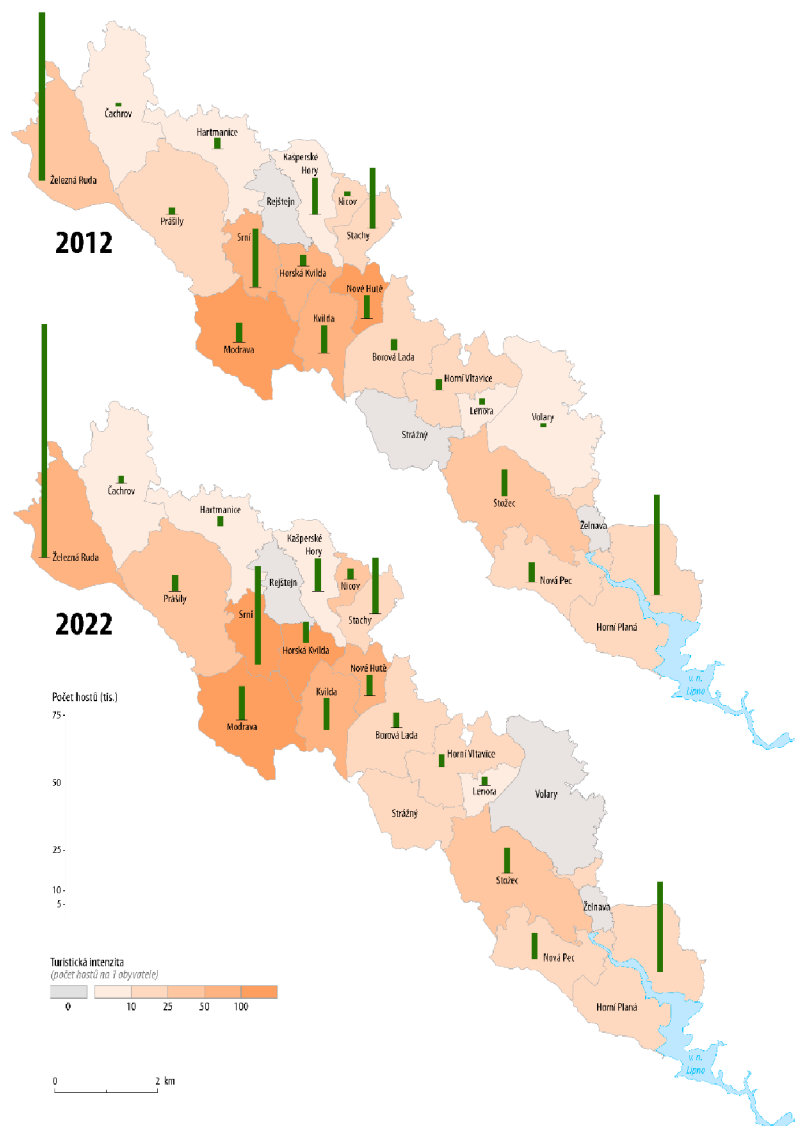 Čachrov
Hartmanice
Kašperské
Hory
Železná Ruda
Rejštejn
Nicov
Prášily
Stachy
Srní
2012
Horská Kvilda
Nové Hutě
Kvilda
Modrava
Borová Lada
Horní Vltavice
Lenora
Volary
Strážný
Stožec
Želnava
Nová Pec
Horní Planá
v. n.
Lipno
Čachrov
Hartmanice
Kašperské
Hory
Železná Ruda
Rejštejn
Nicov
Prášily
Stachy
Srní
2022
Horská Kvilda
Nové Hutě
Kvilda
Modrava
Borová Lada
Horní Vltavice
Lenora
Volary
Strážný
Stožec
Želnava
Nová Pec
Horní Planá
v. n.
Lipno
Počet hostů (tis.)
75 -
50
25 -
10 -
5 -
Turistická intenzita
(počet hostů na 1 obyvatele)
0 10 25 50 100
0 2 km